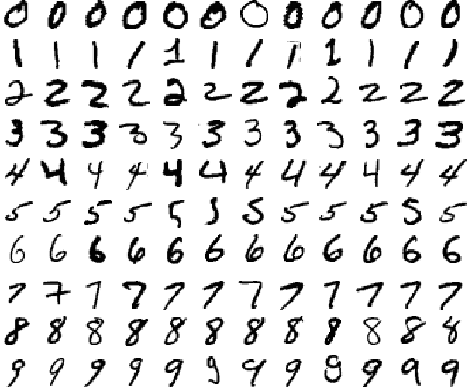 0 0 0 0 0 0 0 0 0 0 0 0
1 1 1 1 1 1 1 1 1 1 1 1
2 2 2 2 2 2 2 2 2 2 2 2
3 3 3 3 3 3 3 3 3 3 3 3
4 4 4 4 4 4 4 4 4 4 4 4
5 5 5 5 5 5 5 5 5 5 5 5
6 6 6 6 6 6 6 6 6 6 6 6
7 7 7 7 7 7 7 7 7 7 7 7
8 8 8 8 8 8 8 8 8 8 8 8
9 9 9 9 9 9 9 9 9 9 9 9